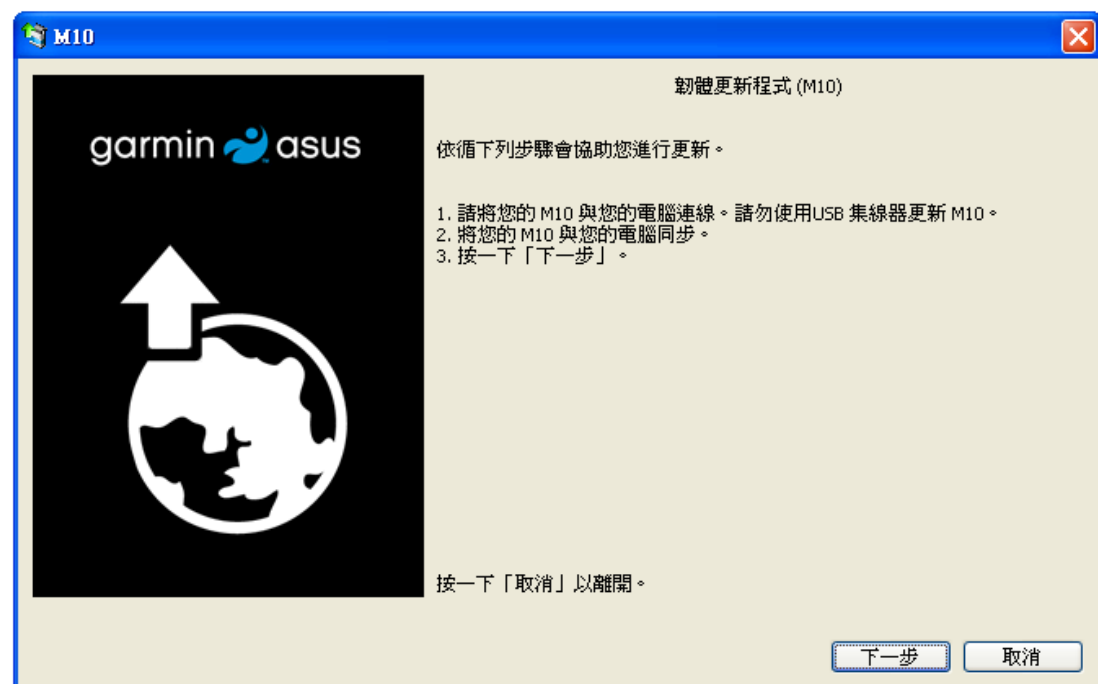 M10
韌體更新程式 (M10)
garmin asus
依循下列步驟會協助您進行更新。
1. 請將您的 M10 與您的電腦連線。請勿使用USB 集線器更新 M10。
2. 將您的 M10 與您的電腦同步。
3. 按一下「下一步」。
按一下「取消」以離開。
下一步
取消